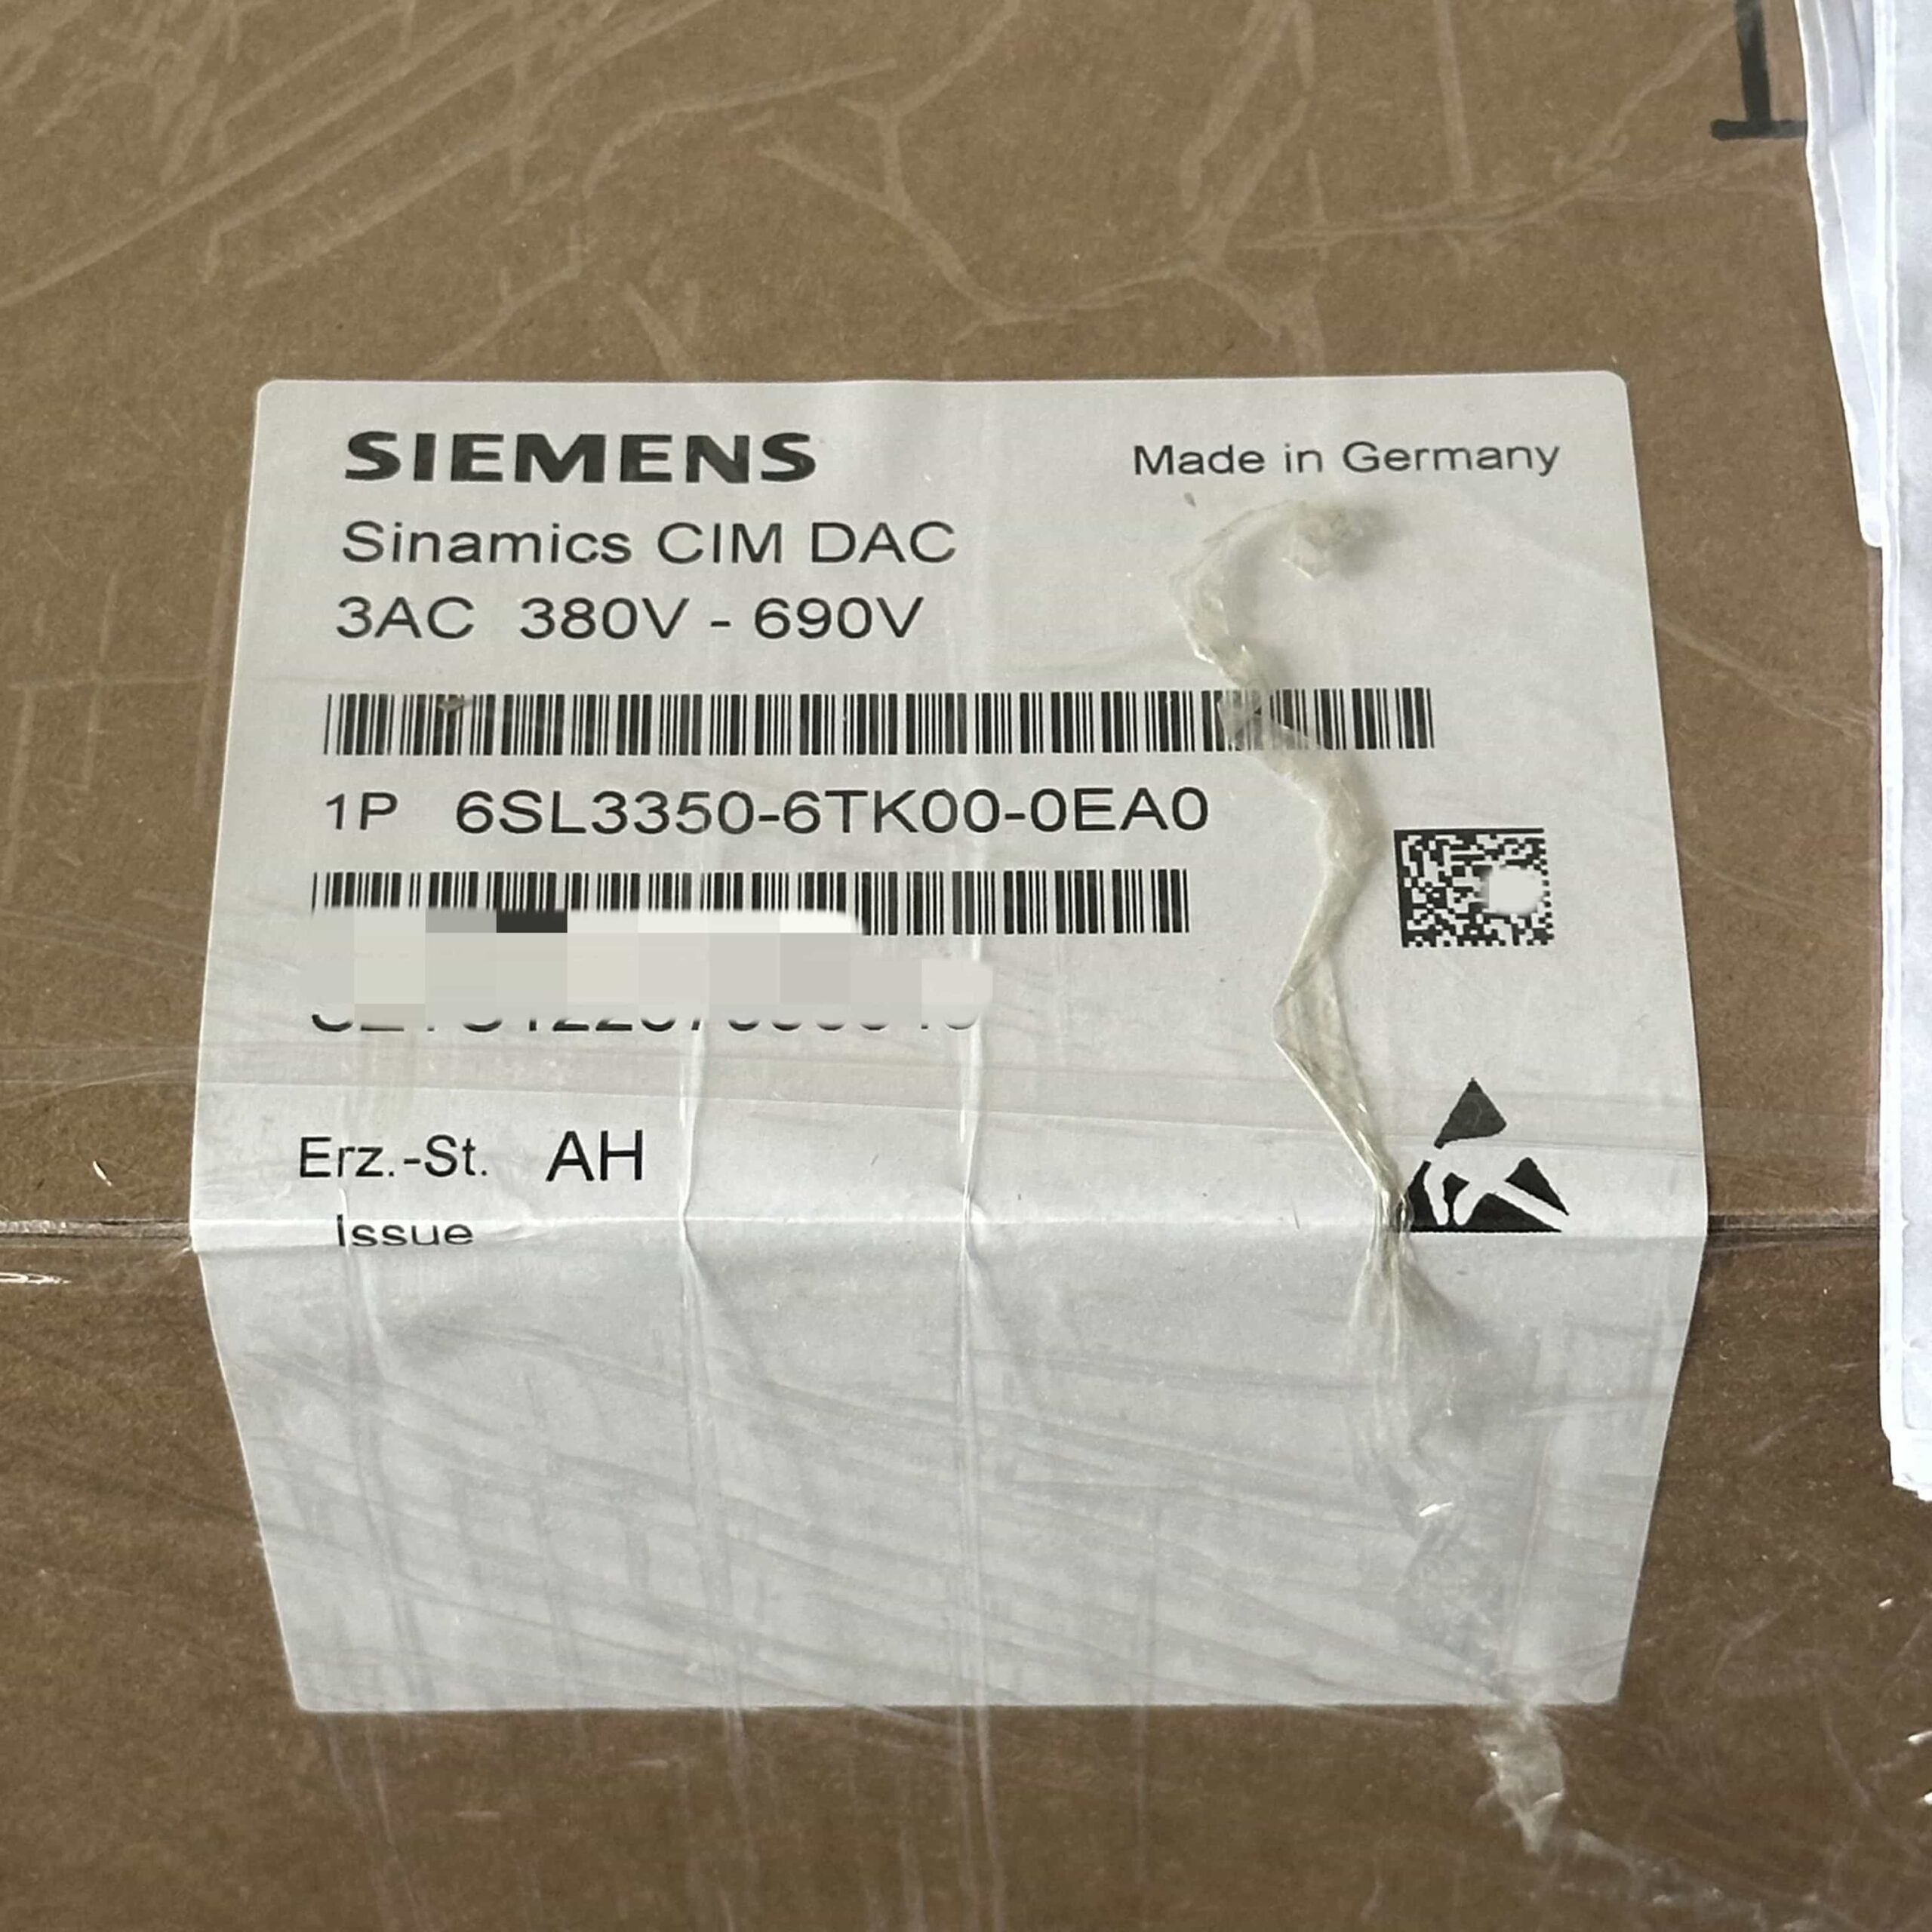 SIEMENS
Made in Germany
Sinamics CIM DAC
3AC 380V - 690V
1P 6SL3350-6TK00-0EA0
Erz.-St. AH
Issue